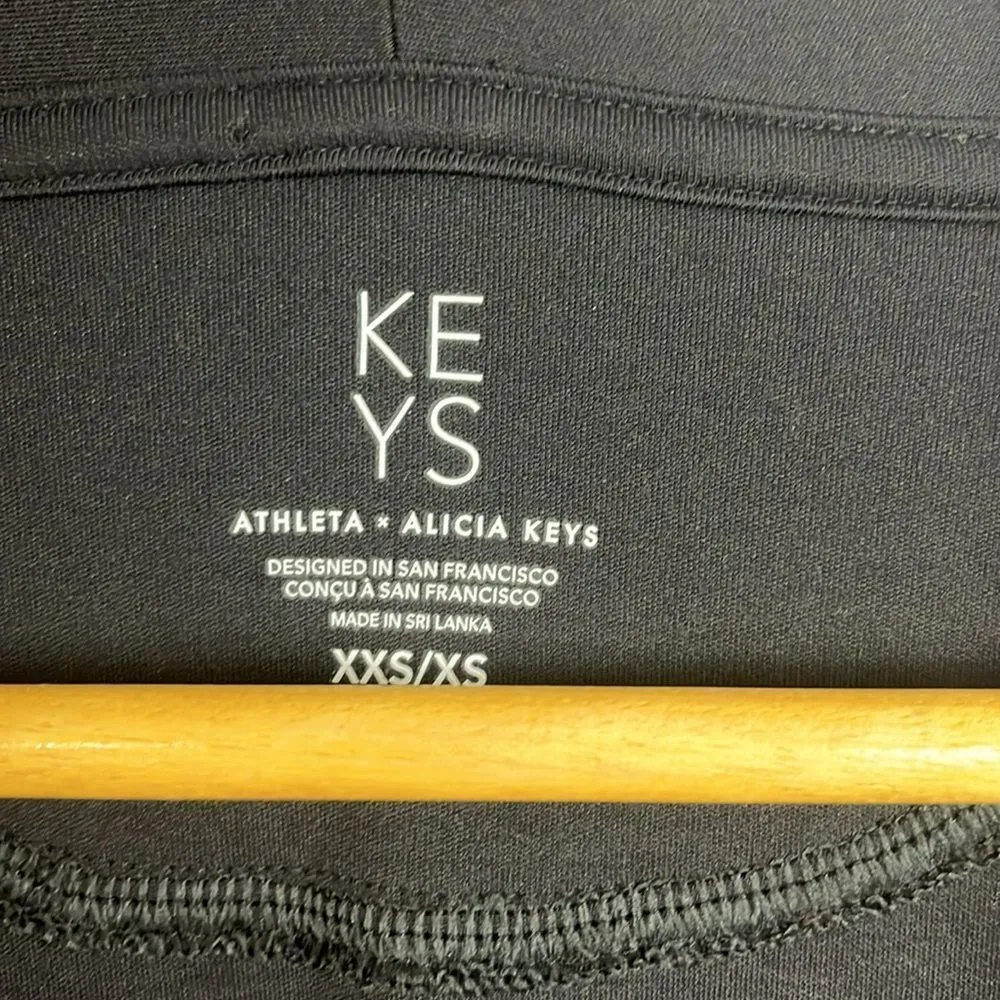 KE
YS
ATHLETA × ALICIA KEYS
DESIGNED IN SAN FRANCISCO
CONÇU À SAN FRANCISCO
MADE IN SRI LANKA
XXS/XS